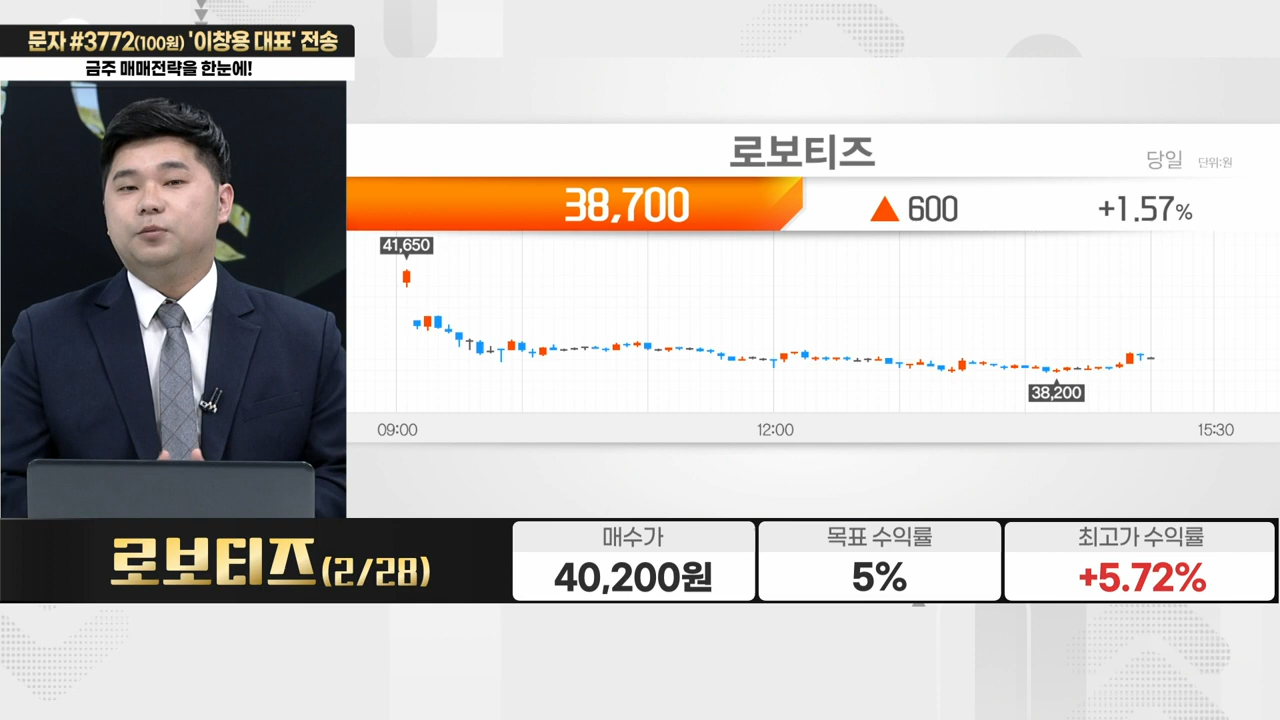 문자 #3772(100원) '이창용 대표' 전송
금주 매매전략을 한눈에!
로보티즈
당일 단위:원
38,700 ▲ 600 +1.57%
41,650
38,200
09:00 12:00 15:30
로보티즈(2/28)
매수가 목표 수익률 최고가 수익률
40,200원 5% +5.72%